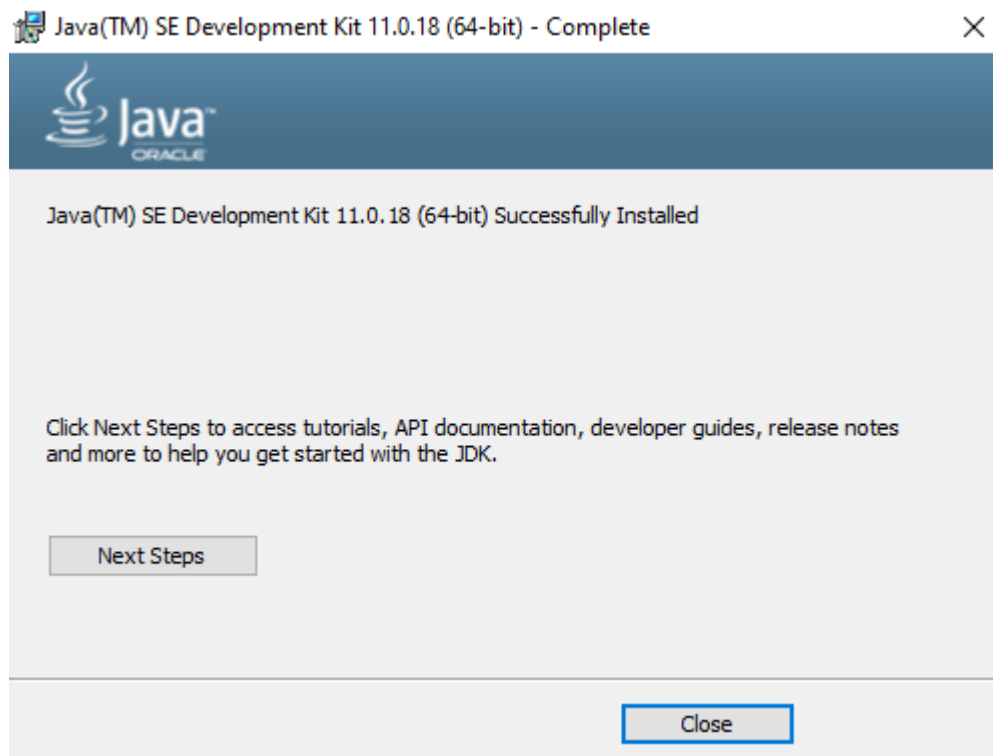 Java(TM) SE Development Kit 11.0.18 (64-bit) - Complete
Java™
ORACLE
Java(TM) SE Development Kit 11.0.18 (64-bit) Successfully Installed
Click Next Steps to access tutorials, API documentation, developer guides, release notes
and more to help you get started with the JDK.
Next Steps
Close